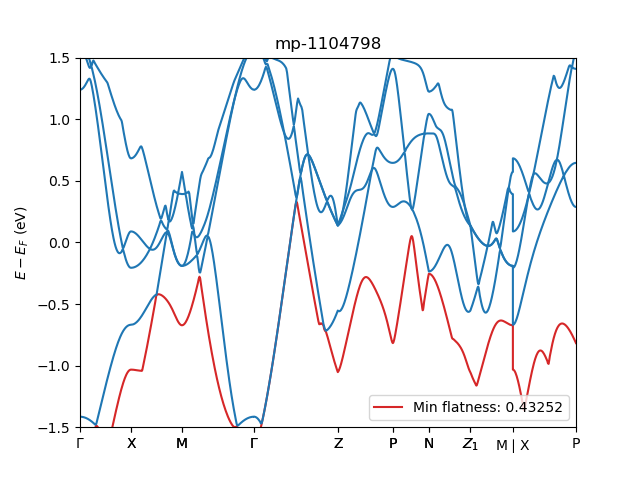 mp-1104798
E − E_F (eV)
1.5
1.0
0.5
0.0
−0.5
−1.0
−1.5
Min flatness: 0.43252
Γ X M Γ Z P N Z₁ M | X P